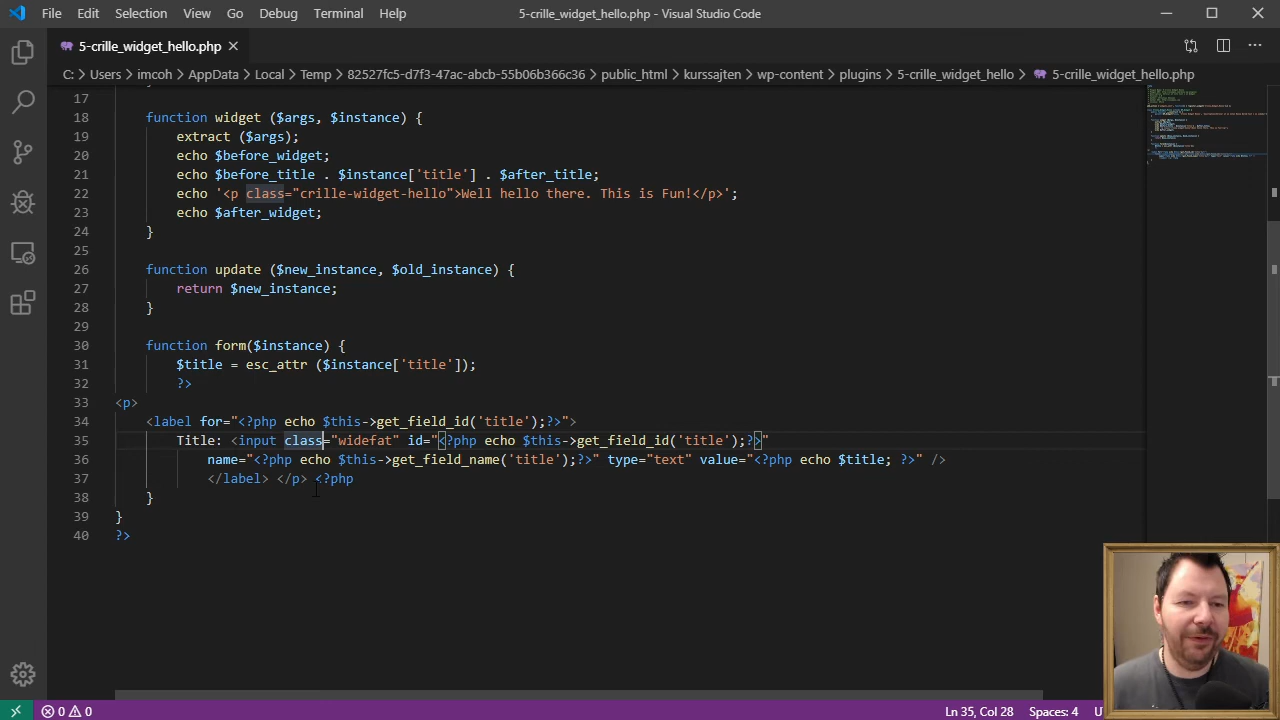 File Edit Selection View Go Debug Terminal Help 5-crille_widget_hello.php - Visual Studio Code
5-crille_widget_hello.php
C: > Users > imcoh > AppData > Local > Temp > 82527fc5-d7f3-47ac-abcb-55b06b366c36 > public_html > kurssajten > wp-content > plugins > 5-crille_widget_hello > 5-crille_widget_hello.php
17
18 function widget ($args, $instance) {
19 extract ($args);
20 echo $before_widget;
21 echo $before_title . $instance['title'] . $after_title;
22 echo '<p class="crille-widget-hello">Well hello there. This is Fun!</p>';
23 echo $after_widget;
24 }
25
26 function update ($new_instance, $old_instance) {
27 return $new_instance;
28 }
29
30 function form($instance) {
31 $title = esc_attr ($instance['title']);
32 ?>
33 <p>
34 <label for="<?php echo $this->get_field_id('title');?>">
35 Title: <input class="widefat" id="<?php echo $this->get_field_id('title');?>"
36 name="<?php echo $this->get_field_name('title');?>" type="text" value="<?php echo $title; ?>" />
37 </label> </p> <?php
38 }
39 }
40 ?>
0 0 Ln 35, Col 28 Spaces: 4